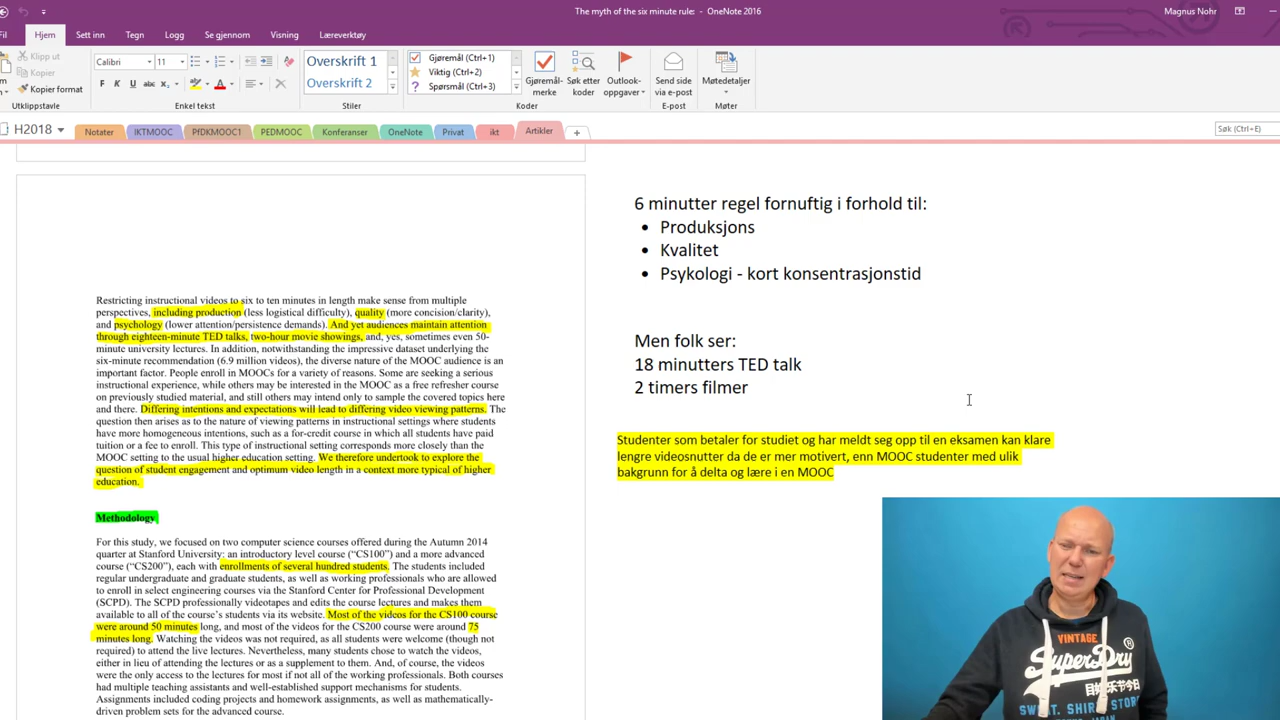 The myth of the six minute rule: - OneNote 2016
Magnus Nohr
Fil
Hjem
Sett inn
Tegn
Logg
Se gjennom
Visning
Læreverktøy
Klipp ut
Kopier
Kopier format
Utklippstavle
Calibri
11
F
K
U
abc
Enkel tekst
Overskrift 1
Overskrift 2
Stiler
Gjøremål (Ctrl+1)
Viktig (Ctrl+2)
Spørsmål (Ctrl+3)
Gjøremål-
merke
Søk etter
koder
Outlook-
oppgaver
Koder
Send side
via e-post
E-post
Møtedetaljer
Møter
H2018
Notater
IKTMOOC
PfDKMOOC1
PEDMOOC
Konferanser
OneNote
Privat
ikt
Artikler
Søk (Ctrl+E)
Restricting instructional videos to six to ten minutes in length make sense from multiple
perspectives, including production (less logistical difficulty), quality (more concision/clarity),
and psychology (lower attention/persistence demands). And yet audiences maintain attention
through eighteen-minute TED talks, two-hour movie showings, and, yes, sometimes even 50-
minute university lectures. In addition, notwithstanding the impressive dataset underlying the
six-minute recommendation (6.9 million videos), the diverse nature of the MOOC audience is an
important factor. People enroll in MOOCs for a variety of reasons. Some are seeking a serious
instructional experience, while others may be interested in the MOOC as a free refresher course
on previously studied material, and still others may intend only to sample the covered topics here
and there. Differing intentions and expectations will lead to differing video viewing patterns. The
question then arises as to the nature of viewing patterns in instructional settings where students
have more homogeneous intentions, such as a for-credit course in which all students have paid
tuition or a fee to enroll. This type of instructional setting corresponds more closely than the
MOOC setting to the usual higher education setting. We therefore undertook to explore the
question of student engagement and optimum video length in a context more typical of higher
education.
Methodology
For this study, we focused on two computer science courses offered during the Autumn 2014
quarter at Stanford University: an introductory level course (“CS100”) and a more advanced
course (“CS200”), each with enrollments of several hundred students. The students included
regular undergraduate and graduate students, as well as working professionals who are allowed
to enroll in select engineering courses via the Stanford Center for Professional Development
(SCPD). The SCPD professionally videotapes and edits the course lectures and makes them
available to all of the course’s students via its website. Most of the videos for the CS100 course
were around 50 minutes long, and most of the videos for the CS200 course were around 75
minutes long. Watching the videos was not required, as all students were welcome (though not
required) to attend the live lectures. Nevertheless, many students chose to watch the videos,
either in lieu of attending the lectures or as a supplement to them. And, of course, the videos
were the only access to the lectures for most if not all of the working professionals. Both courses
had multiple teaching assistants and well-established support mechanisms for students.
Assignments included coding projects and homework assignments, as well as mathematically-
driven problem sets for the advanced course.
6 minutter regel fornuftig i forhold til:
• Produksjons
• Kvalitet
• Psykologi - kort konsentrasjonstid
Men folk ser:
18 minutters TED talk
2 timers filmer
Studenter som betaler for studiet og har meldt seg opp til en eksamen kan klare
lengre videosnutter da de er mer motivert, enn MOOC studenter med ulik
bakgrunn for å delta og lære i en MOOC
VINTAGE
SuperDry